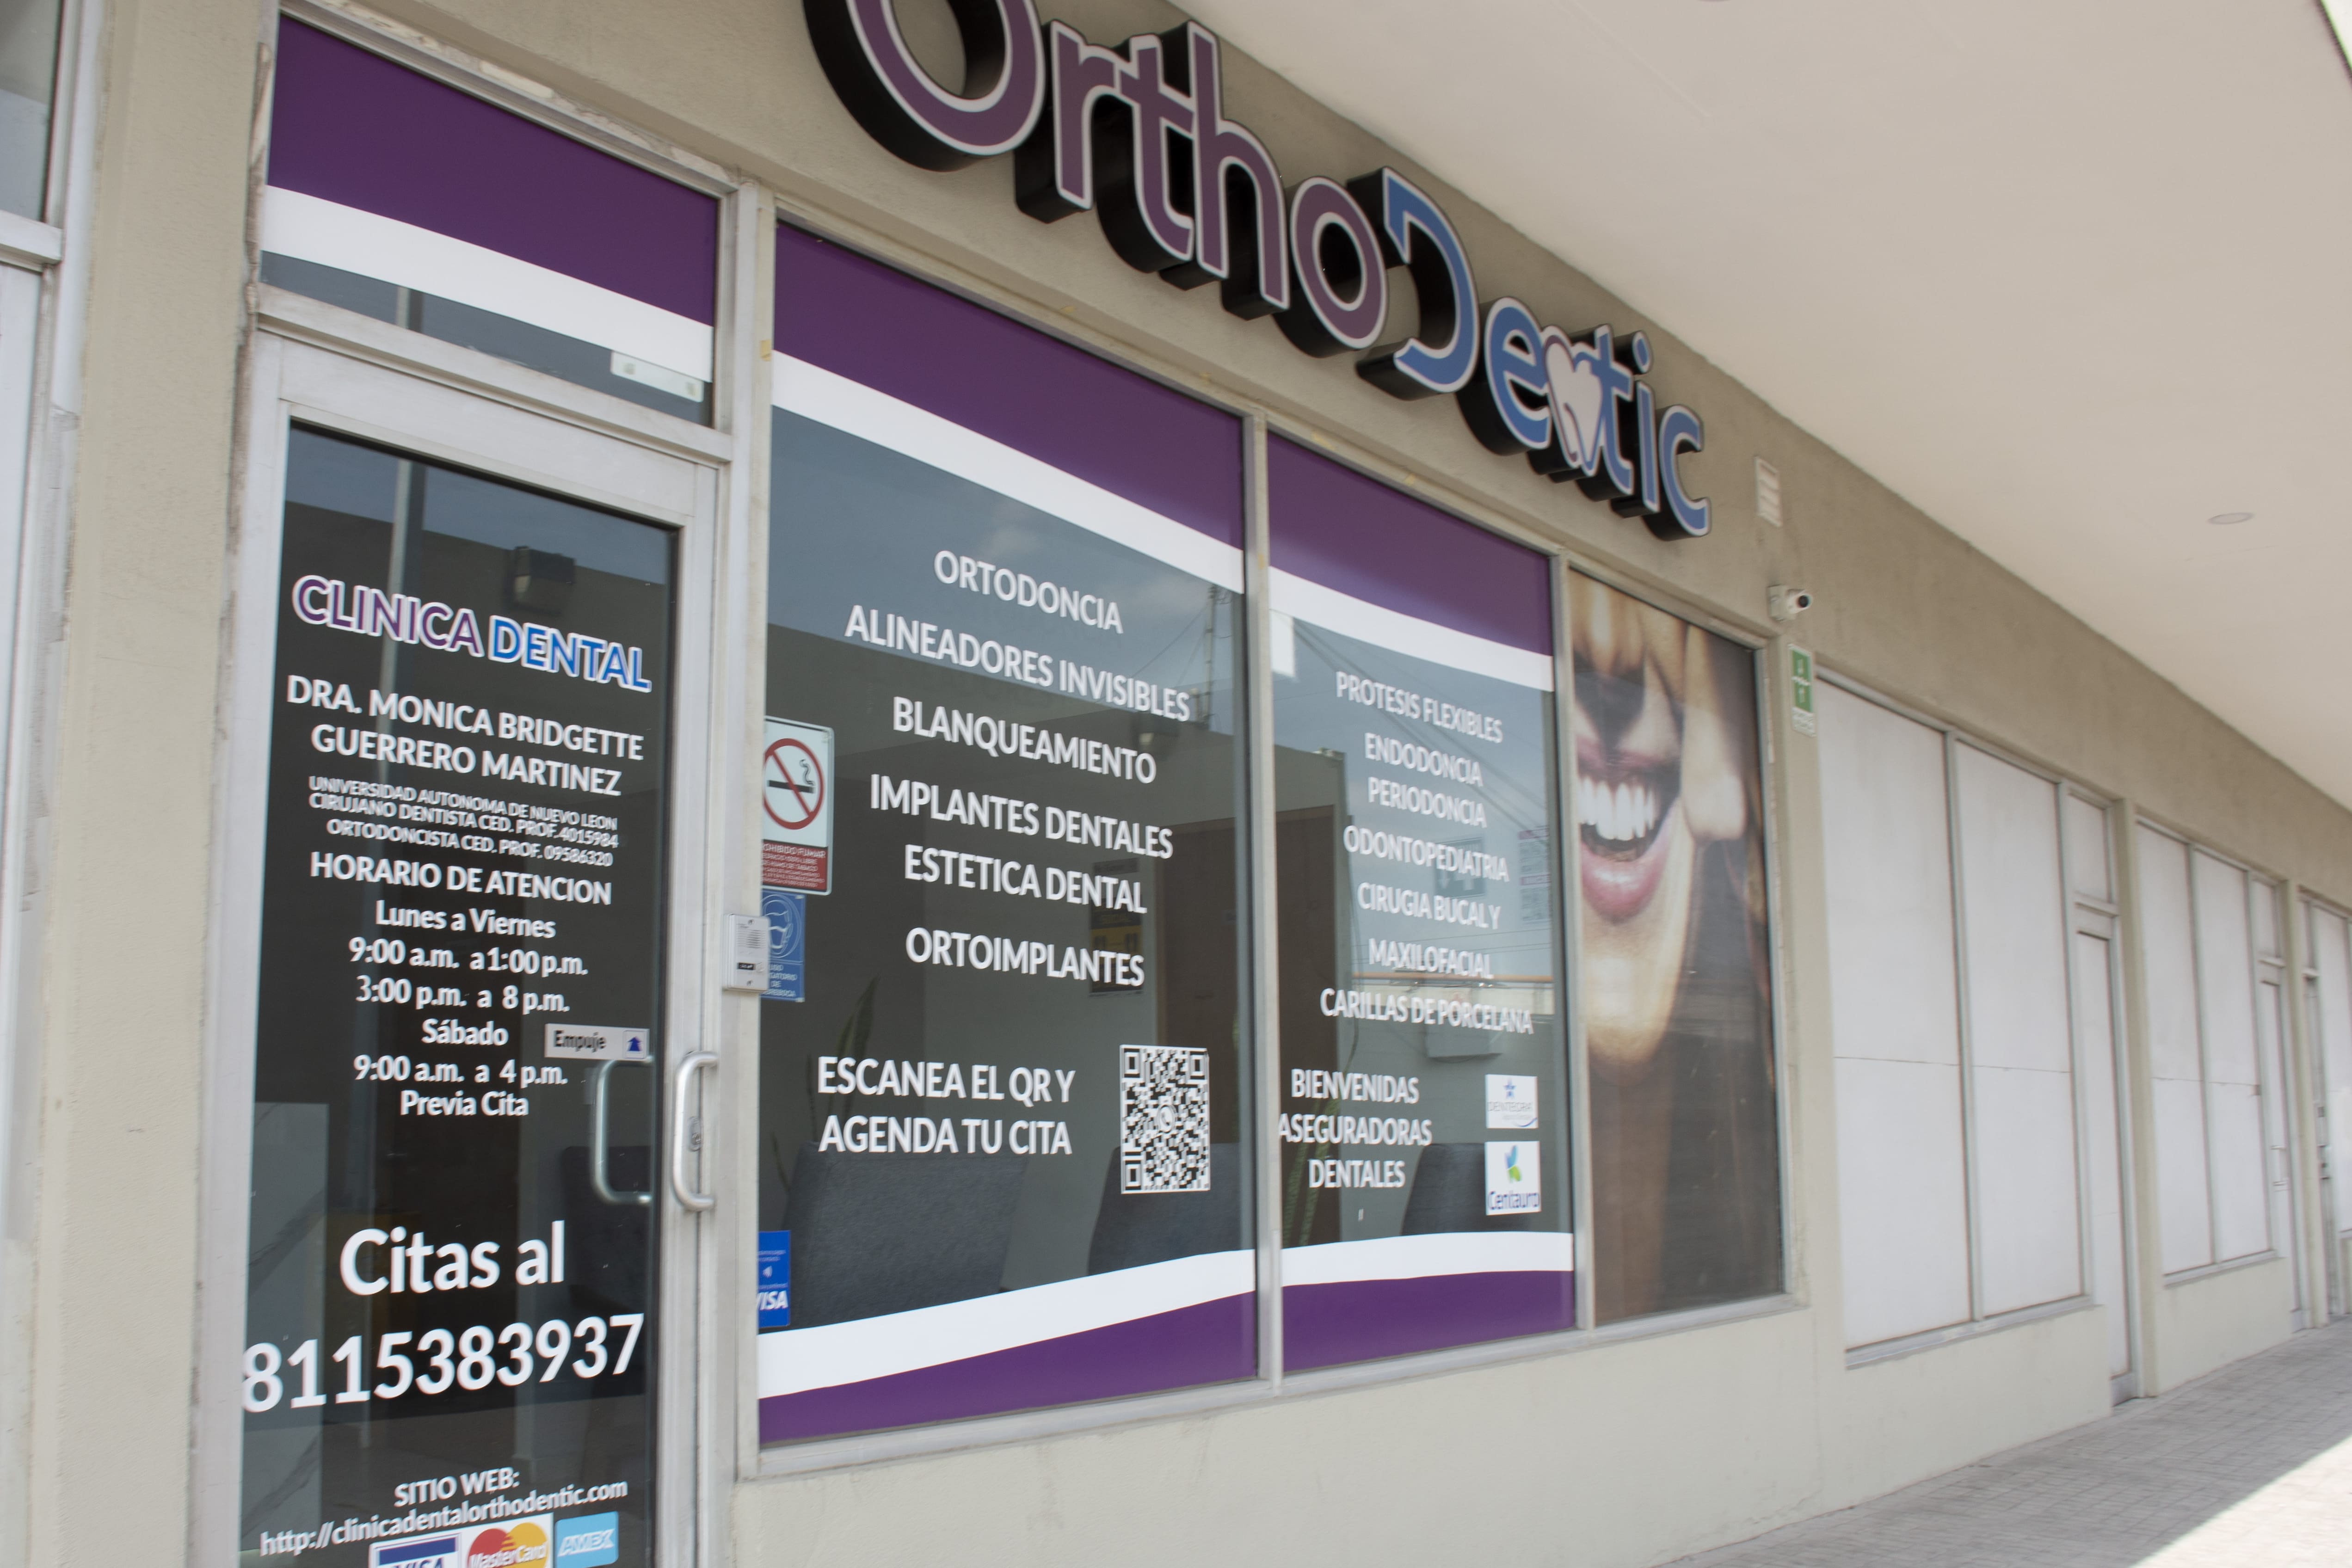 OrthoDentic
CLINICA DENTAL
DRA. MONICA BRIDGETTE
GUERRERO MARTINEZ
UNIVERSIDAD AUTONOMA DE NUEVO LEON
CIRUJANO DENTISTA CED. PROF.4015984
ORTODONCISTA CED. PROF. 09586320
HORARIO DE ATENCION
Lunes a Viernes
9:00 a.m. a 1:00 p.m.
3:00 p.m. a 8 p.m.
Sábado
9:00 a.m. a 4 p.m.
Previa Cita
Empuje
Citas al
8115383937
SITIO WEB:
http://clinicadentalorthodentic.com
VISA
MasterCard
AMEX
ORTODONCIA
ALINEADORES INVISIBLES
BLANQUEAMIENTO
IMPLANTES DENTALES
ESTETICA DENTAL
ORTOIMPLANTES
ESCANEA EL QR Y
AGENDA TU CITA
VISA
PROTESIS FLEXIBLES
ENDODONCIA
PERIODONCIA
ODONTOPEDIATRIA
CIRUGIA BUCAL Y
MAXILOFACIAL
CARILLAS DE PORCELANA
BIENVENIDAS
ASEGURADORAS
DENTALES
DENTEGRA
Centauro